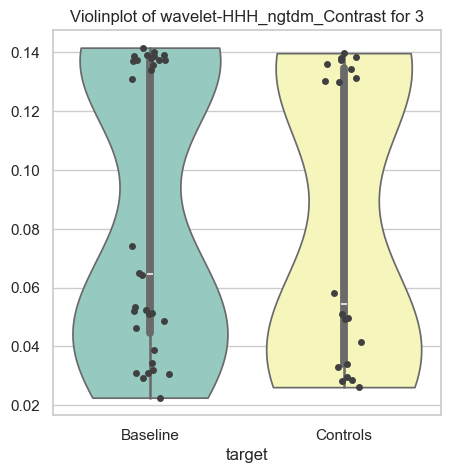 Violinplot of wavelet-HHH_ngtdm_Contrast for 3
0.14
0.12
0.10
0.08
0.06
0.04
0.02
Baseline
Controls
target